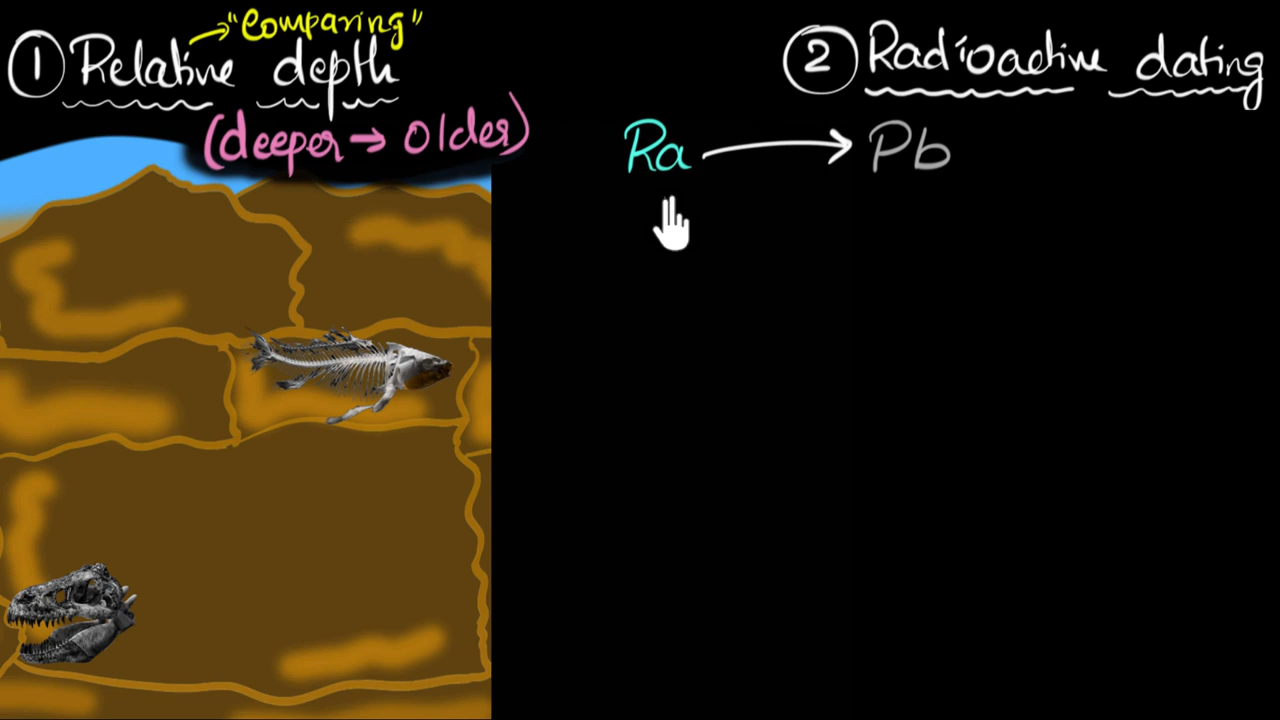 → "Comparing"
① Relative depth
(deeper → older)
② Radioactive dating
Ra → Pb